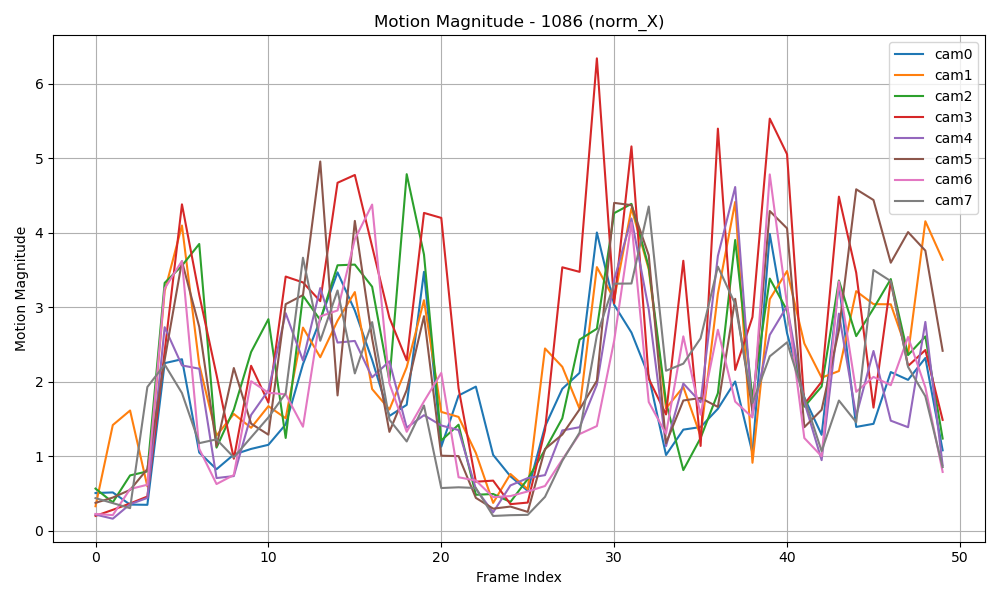 Motion Magnitude - 1086 (norm_X)
cam0
cam1
cam2
cam3
cam4
cam5
cam6
cam7
Motion Magnitude
6
5
4
3
2
1
0
0 10 20 30 40 50
Frame Index